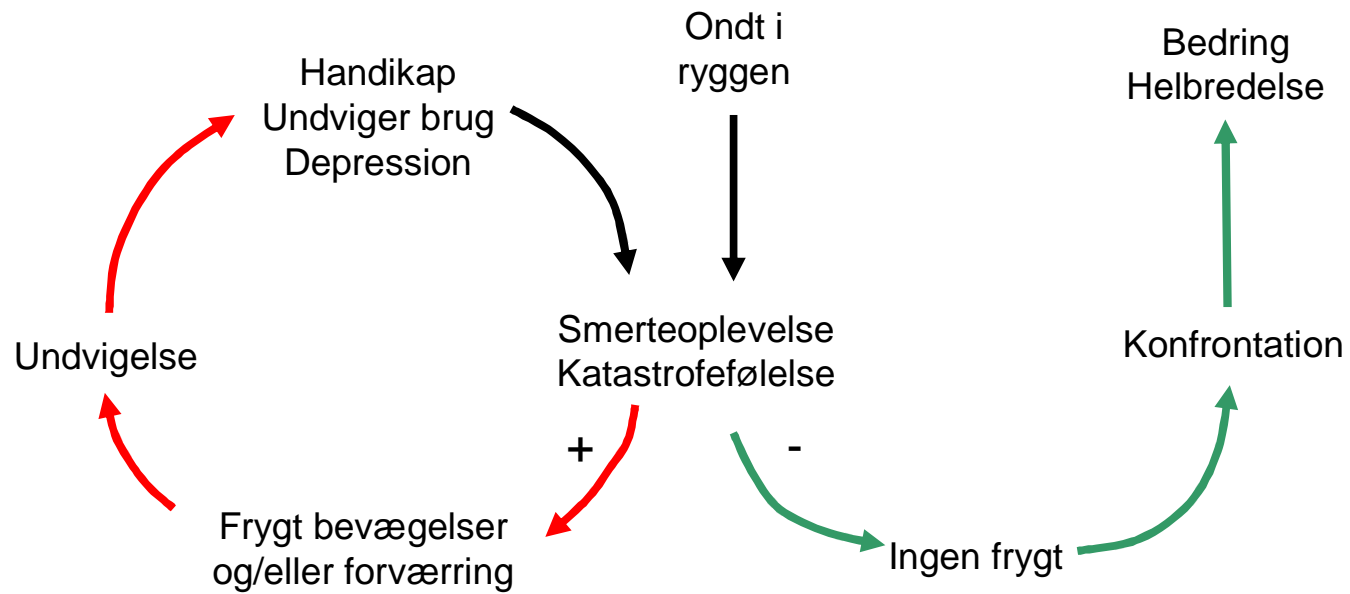 Ondt i
ryggen
Handikap
Undviger brug
Depression
Bedring
Helbredelse
Smerteoplevelse
Katastrofefølelse
Undvigelse
Konfrontation
+
-
Frygt bevægelser
og/eller forværring
Ingen frygt